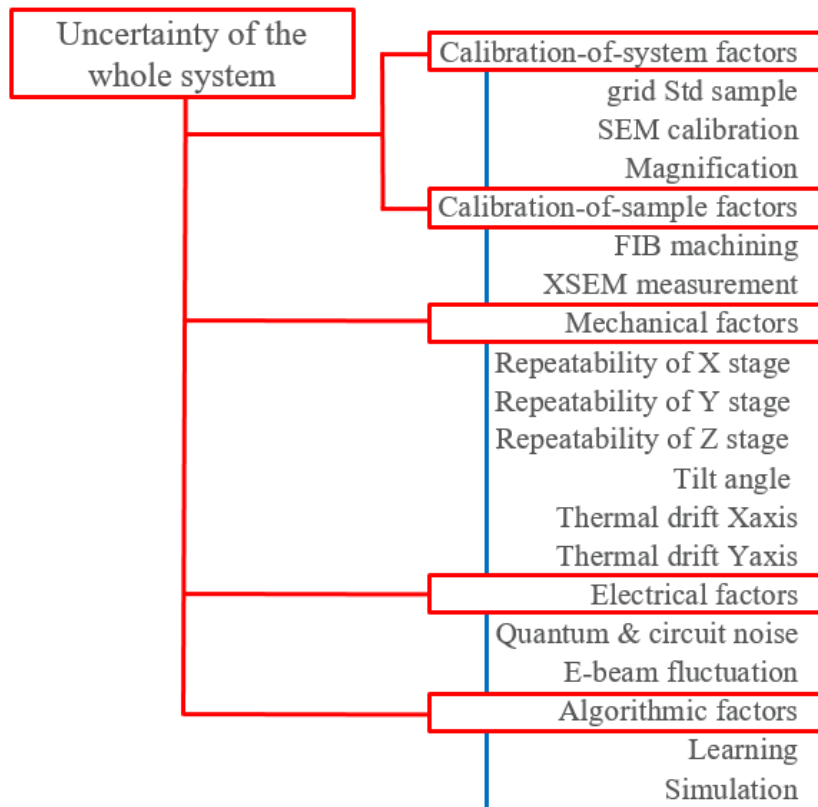 Uncertainty of the
whole system
Calibration-of-system factors
grid Std sample
SEM calibration
Magnification
Calibration-of-sample factors
FIB machining
XSEM measurement
Mechanical factors
Repeatability of X stage
Repeatability of Y stage
Repeatability of Z stage
Tilt angle
Thermal drift Xaxis
Thermal drift Yaxis
Electrical factors
Quantum & circuit noise
E-beam fluctuation
Algorithmic factors
Learning
Simulation